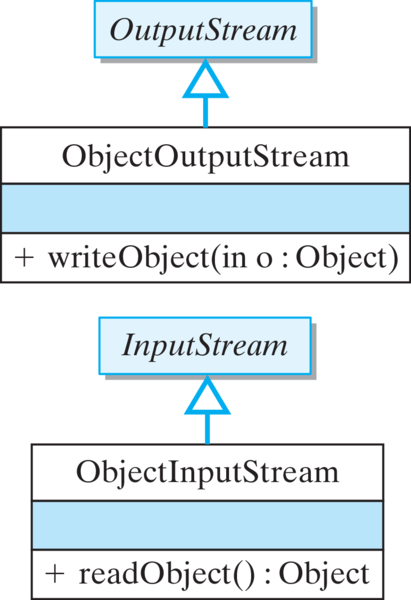 OutputStream
ObjectOutputStream
+ writeObject(in o : Object)
InputStream
ObjectInputStream
+ readObject() : Object